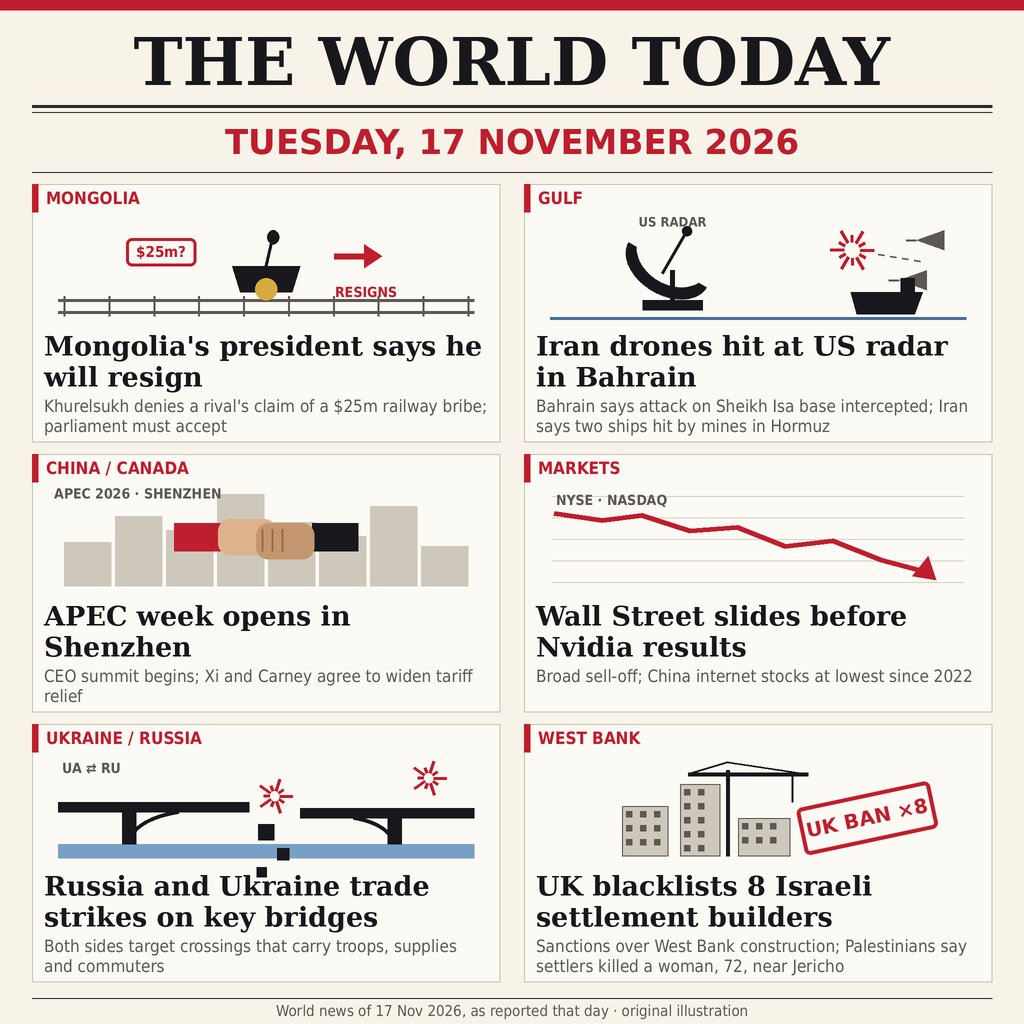 THE WORLD TODAY
TUESDAY, 17 NOVEMBER 2026
MONGOLIA
$25m?
RESIGNS
Mongolia's president says he
will resign
Khurelsukh denies a rival's claim of a $25m railway bribe;
parliament must accept
GULF
US RADAR
Iran drones hit at US radar
in Bahrain
Bahrain says attack on Sheikh Isa base intercepted; Iran
says two ships hit by mines in Hormuz
CHINA / CANADA
APEC 2026 · SHENZHEN
APEC week opens in
Shenzhen
CEO summit begins; Xi and Carney agree to widen tariff
relief
MARKETS
NYSE · NASDAQ
Wall Street slides before
Nvidia results
Broad sell-off; China internet stocks at lowest since 2022
UKRAINE / RUSSIA
UA ⇄ RU
Russia and Ukraine trade
strikes on key bridges
Both sides target crossings that carry troops, supplies
and commuters
WEST BANK
UK BAN ×8
UK blacklists 8 Israeli
settlement builders
Sanctions over West Bank construction; Palestinians say
settlers killed a woman, 72, near Jericho
World news of 17 Nov 2026, as reported that day · original illustration